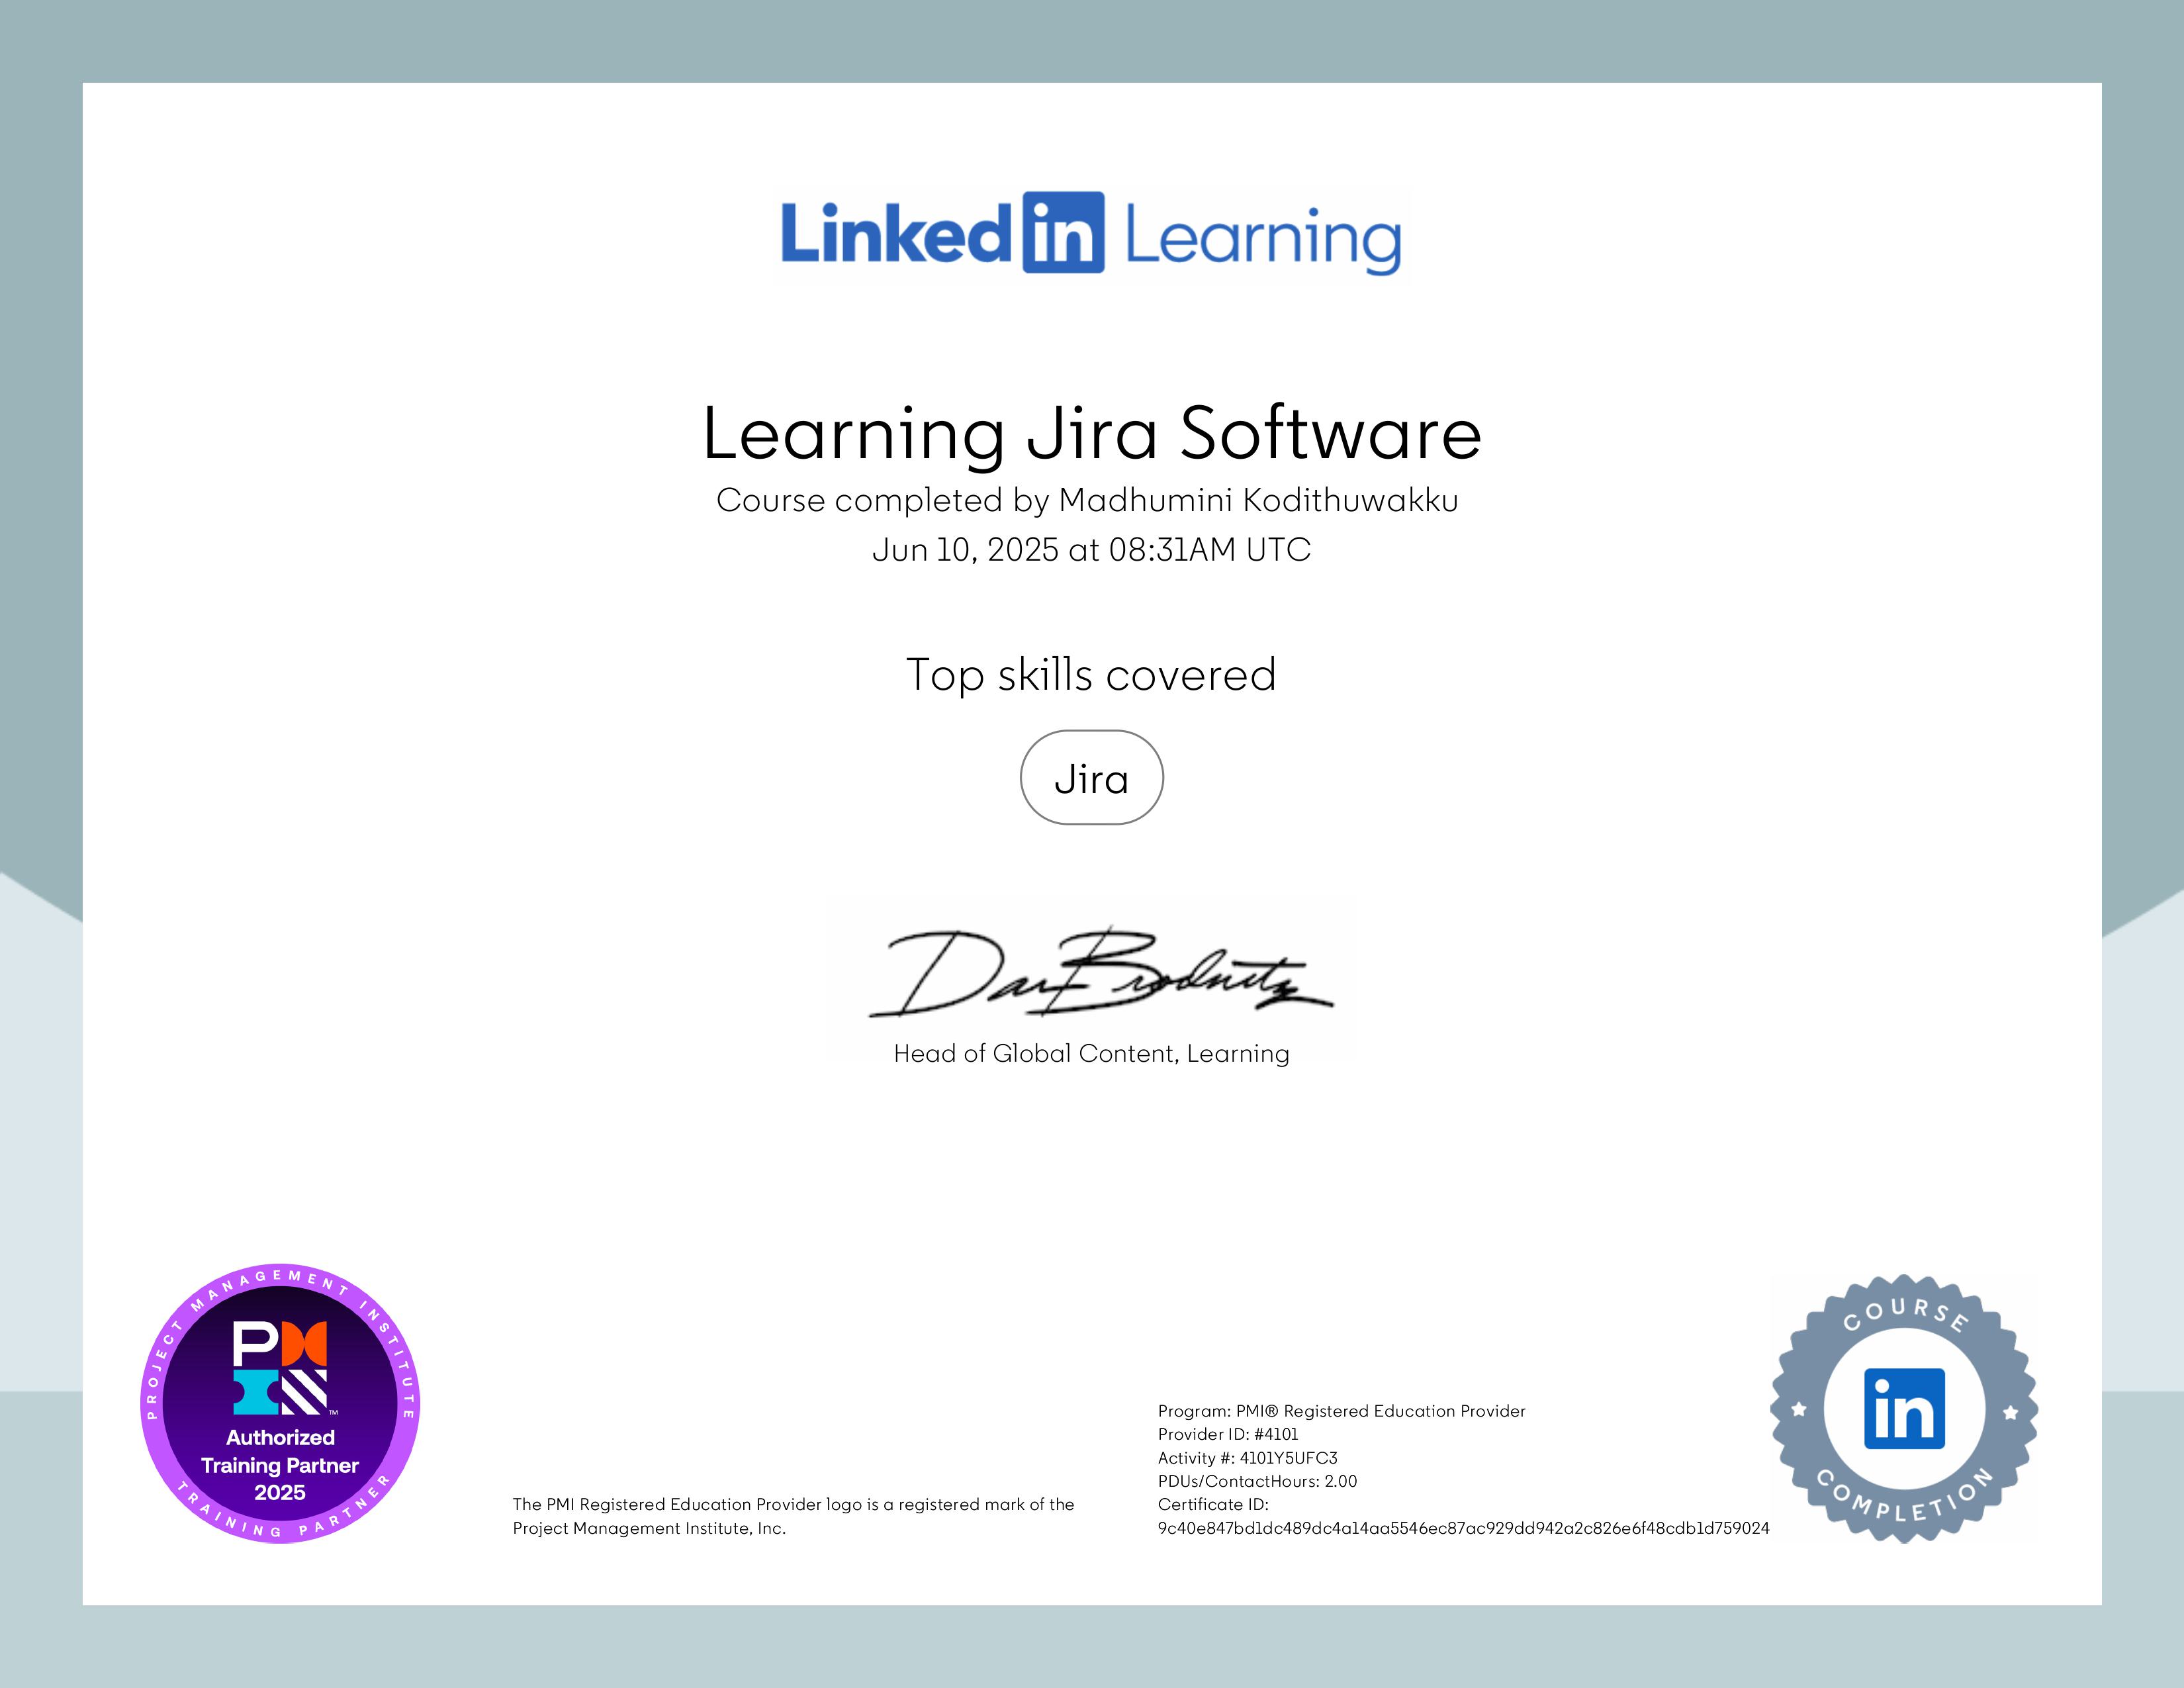 Linked in Learning
Learning Jira Software
Course completed by Madhumini Kodithuwakku
Jun 10, 2025 at 08:31AM UTC
Top skills covered
Jira
Dan Brodnitz
Head of Global Content, Learning
PROJECT MANAGEMENT INSTITUTE
PM
TM
Authorized
Training Partner
2025
TRAINING PARTNER
The PMI Registered Education Provider logo is a registered mark of the
Project Management Institute, Inc.
Program: PMI® Registered Education Provider
Provider ID: #4101
Activity #: 4101Y5UFC3
PDUs/ContactHours: 2.00
Certificate ID:
9c40e847bd1dc489dc4a14aa5546ec87ac929dd942a2c826e6f48cdb1d759024
COURSE
in
COMPLETION